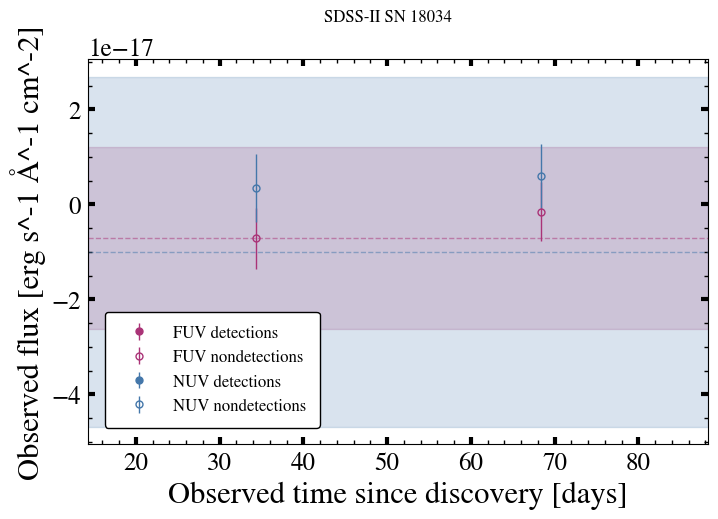 SDSS-II SN 18034
1e−17
Observed flux [erg s^-1 Å^-1 cm^-2]
2
0
−2
−4
FUV detections
FUV nondetections
NUV detections
NUV nondetections
20 30 40 50 60 70 80
Observed time since discovery [days]